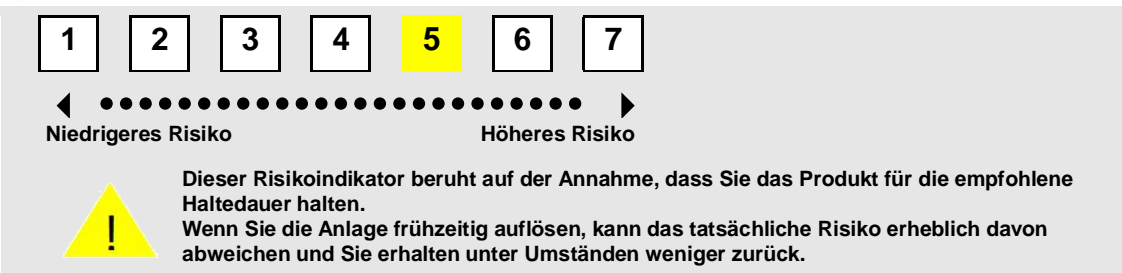 1 2 3 4 5 6 7
Niedrigeres Risiko Höheres Risiko
Dieser Risikoindikator beruht auf der Annahme, dass Sie das Produkt für die empfohlene
Haltedauer halten.
Wenn Sie die Anlage frühzeitig auflösen, kann das tatsächliche Risiko erheblich davon
abweichen und Sie erhalten unter Umständen weniger zurück.
!